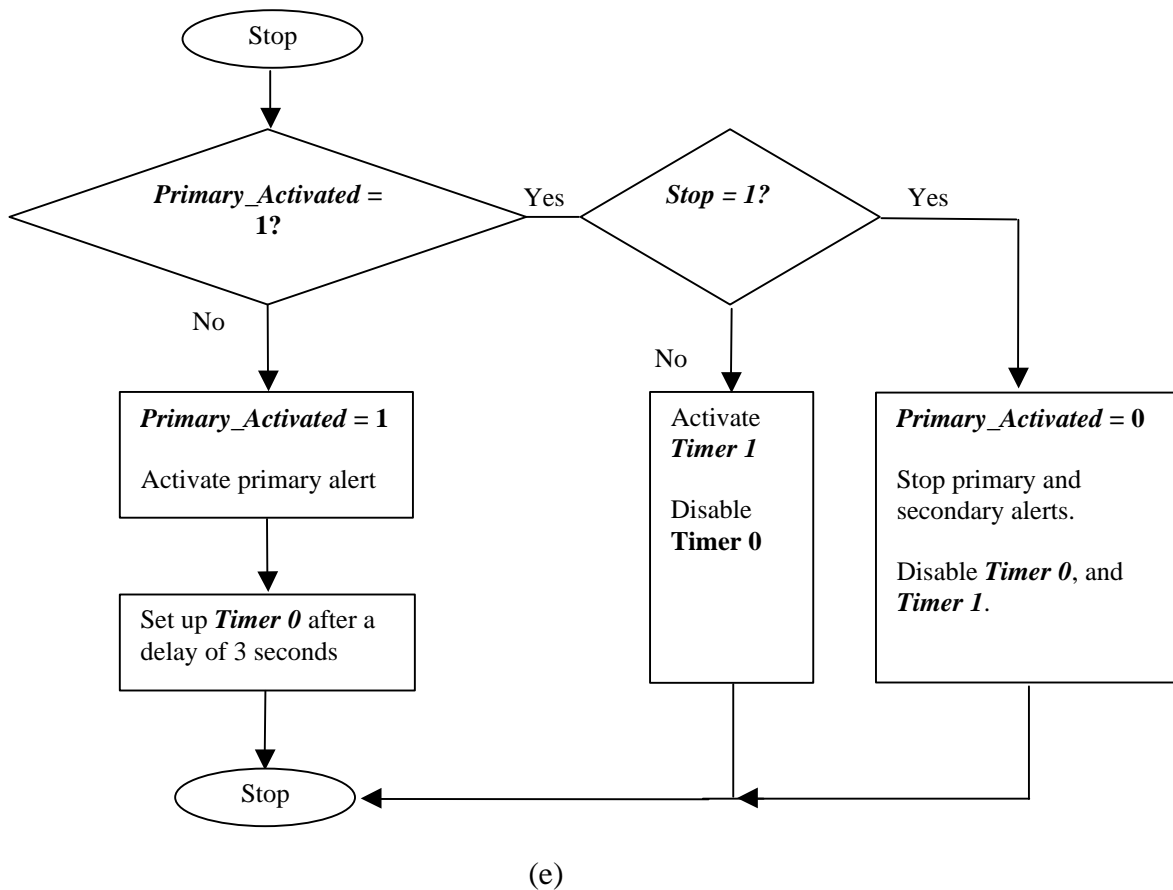 Stop
Primary_Activated =
1?
Yes
Stop = 1?
Yes
No
No
Primary_Activated = 1
Activate primary alert
Set up Timer 0 after a
delay of 3 seconds
Activate
Timer 1
Disable
Timer 0
Primary_Activated = 0
Stop primary and
secondary alerts.
Disable Timer 0, and
Timer 1.
Stop
(e)